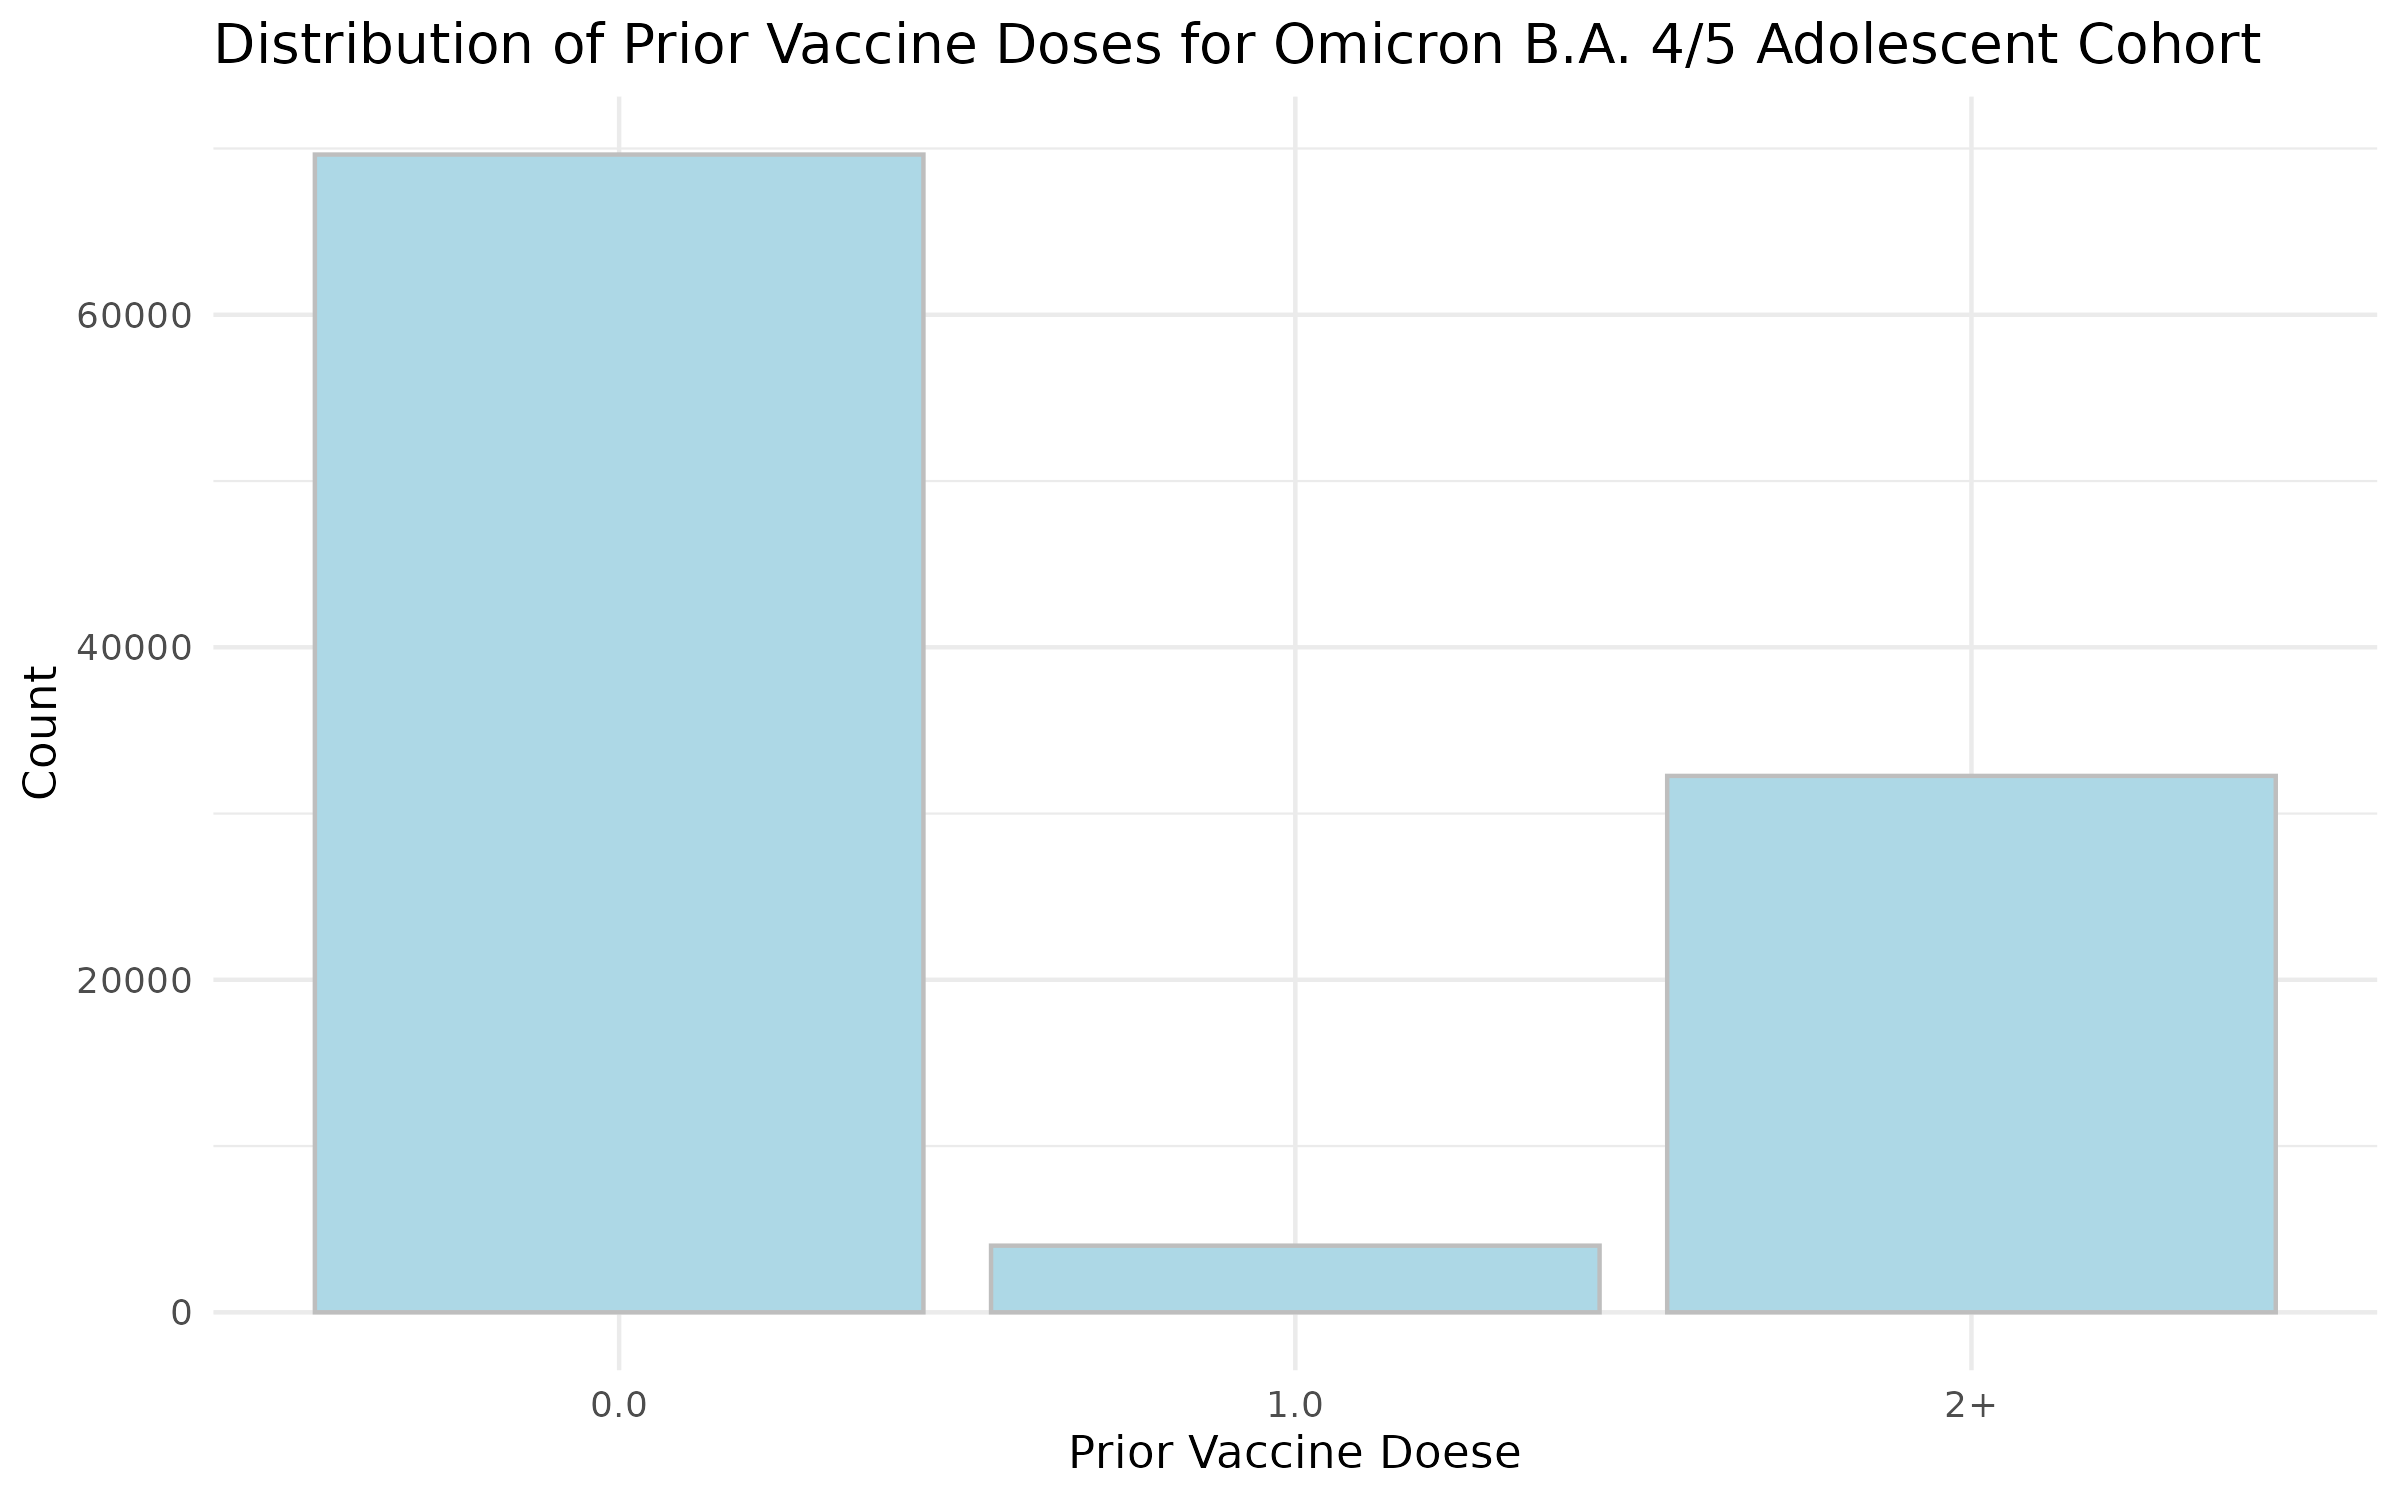 Distribution of Prior Vaccine Doses for Omicron B.A. 4/5 Adolescent Cohort
60000
40000
20000
0
Count
0.0 1.0 2+
Prior Vaccine Doese